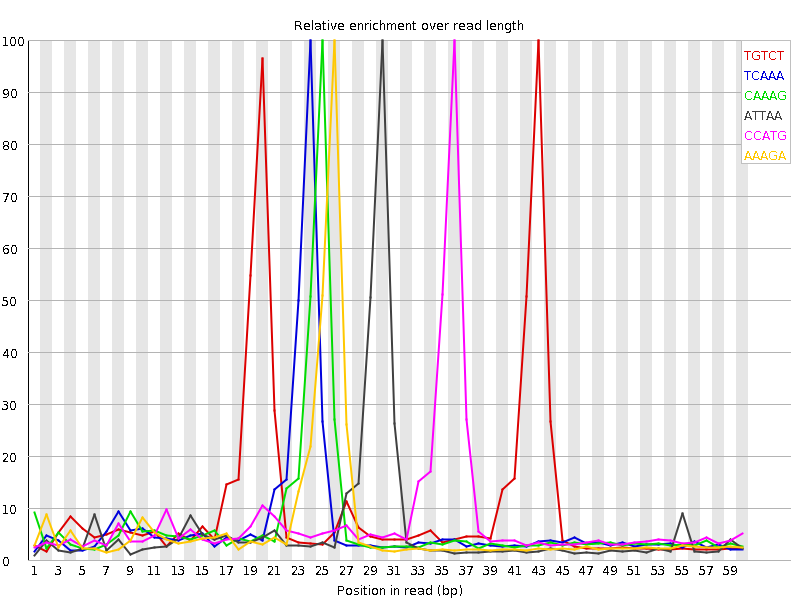 Relative enrichment over read length
100
90
80
70
60
50
40
30
20
10
0
TGTCT
TCAAA
CAAAG
ATTAA
CCATG
AAAGA
1 3 5 7 9 11 13 15 17 19 21 23 25 27 29 31 33 35 37 39 41 43 45 47 49 51 53 55 57 59
Position in read (bp)